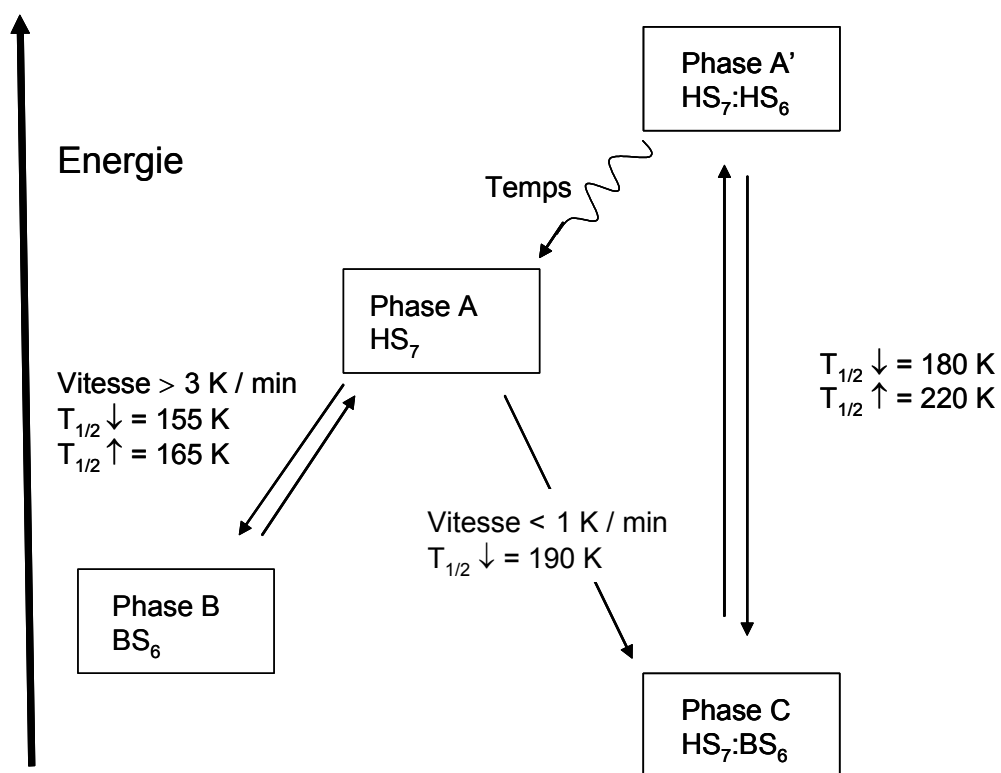 Phase A’
HS₇:HS₆
Energie
Temps
Phase A
HS₇
Vitesse > 3 K / min
T₁/₂ ↓ = 155 K
T₁/₂ ↑ = 165 K
T₁/₂ ↓ = 180 K
T₁/₂ ↑ = 220 K
Vitesse < 1 K / min
T₁/₂ ↓ = 190 K
Phase B
BS₆
Phase C
HS₇:BS₆